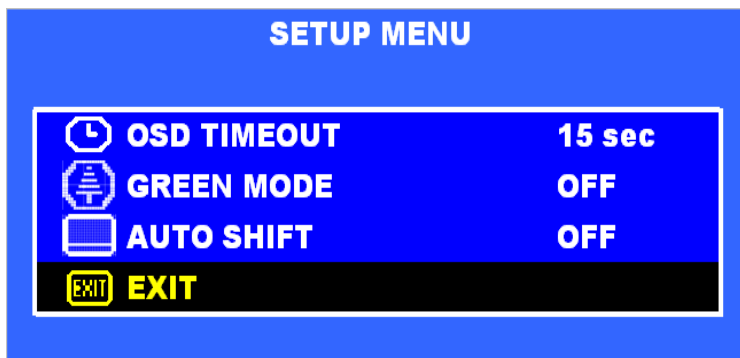 SETUP MENU
OSD TIMEOUT 15 sec
GREEN MODE OFF
AUTO SHIFT OFF
EXIT EXIT